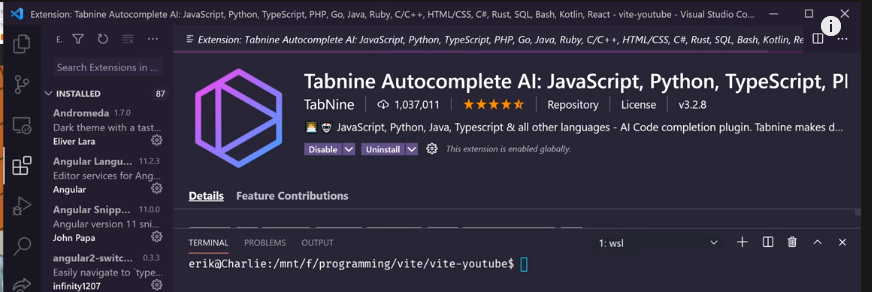 Extension: Tabnine Autocomplete AI: JavaScript, Python, TypeScript, PHP, Go, Java, Ruby, C/C++, HTML/CSS, C#, Rust, SQL, Bash, Kotlin, React - vite-youtube - Visual Studio Co...
E...
Extension: Tabnine Autocomplete AI: JavaScript, Python, TypeScript, PHP, Go, Java, Ruby, C/C++, HTML/CSS, C#, Rust, SQL, Bash, Kotlin, Re
Search Extensions in ...
INSTALLED 87
Andromeda 1.7.0
Dark theme with a tast...
Eliver Lara
Angular Langu... 11.2.3
Editor services for Ang...
Angular
Angular Snipp... 11.0.0
Angular version 11 sni...
John Papa
angular2-switc... 0.3.3
Easily navigate to `type...
infinity1207
Tabnine Autocomplete AI: JavaScript, Python, TypeScript, Pl
TabNine 1,037,011 Repository License v3.2.8
JavaScript, Python, Java, Typescript & all other languages - AI Code completion plugin. Tabnine makes d...
Disable Uninstall This extension is enabled globally.
Details Feature Contributions
TERMINAL PROBLEMS OUTPUT 1: wsl
erik@Charlie:/mnt/f/programming/vite/vite-youtube$